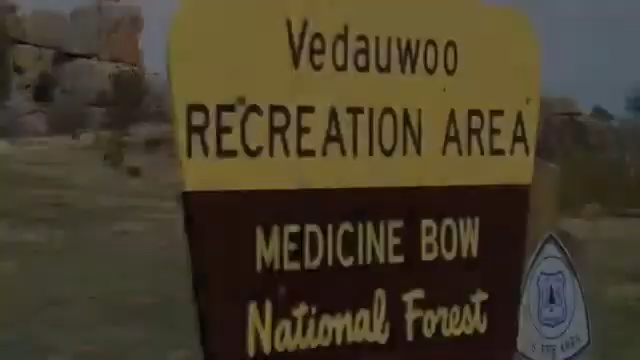 Vedauwoo
RECREATION AREA
MEDICINE BOW
National Forest